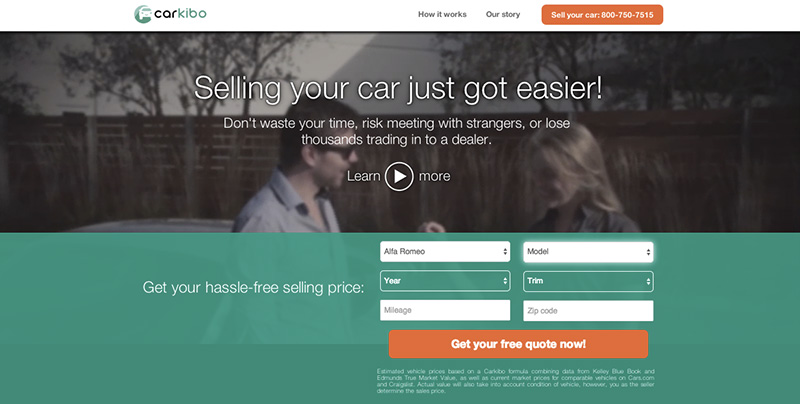 carkibo
How it works
Our story
Sell your car: 800-750-7515
Selling your car just got easier!
Don't waste your time, risk meeting with strangers, or lose
thousands trading in to a dealer.
Learn more
Alfa Romeo
Model
Get your hassle-free selling price:
Year
Trim
Mileage
Zip code
Get your free quote now!
Estimated vehicle prices based on a Carkibo formula combining data from Kelley Blue Book and
Edmunds True Market Value, as well as current market prices for comparable vehicles on Cars.com
and Craigslist. Actual value will also take into account condition of vehicle, however, you as the seller
determine the sales price.